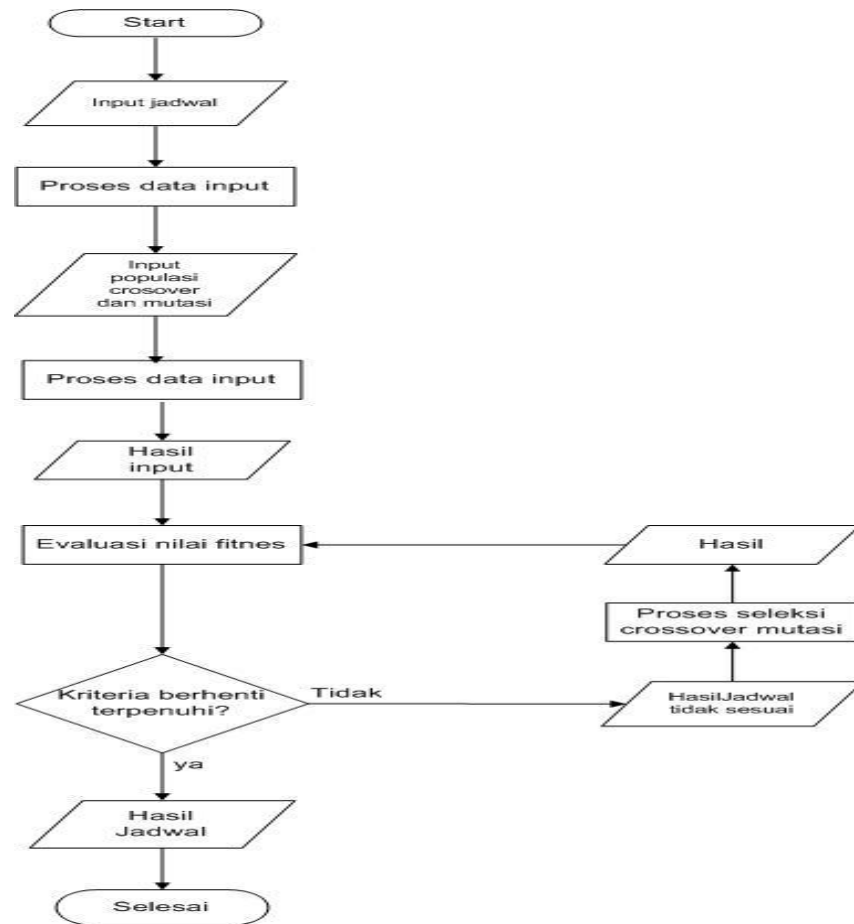 Start
Input jadwal
Proses data input
Input
populasi
crosover
dan mutasi
Proses data input
Hasil
input
Evaluasi nilai fitnes
Hasil
Proses seleksi
crossover mutasi
Kriteria berhenti
terpenuhi?
Tidak
HasilJadwal
tidak sesuai
ya
Hasil
Jadwal
Selesai